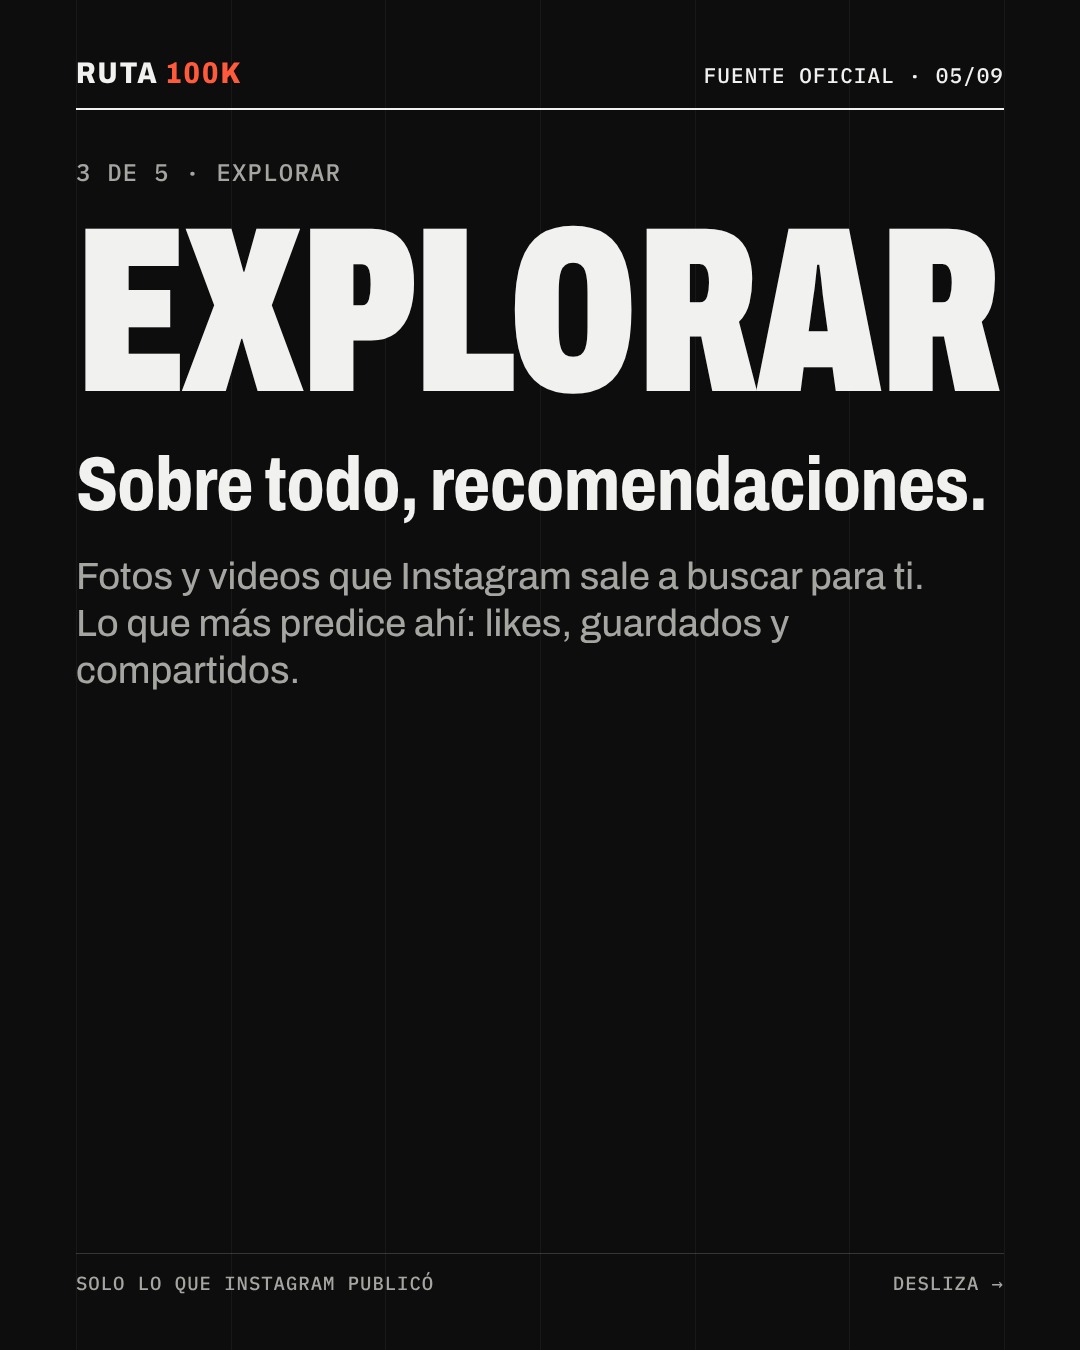 RUTA 100K
FUENTE OFICIAL · 05/09
3 DE 5 · EXPLORAR
EXPLORAR
Sobre todo, recomendaciones.
Fotos y videos que Instagram sale a buscar para ti.
Lo que más predice ahí: likes, guardados y
compartidos.
SOLO LO QUE INSTAGRAM PUBLICÓ
DESLIZA →